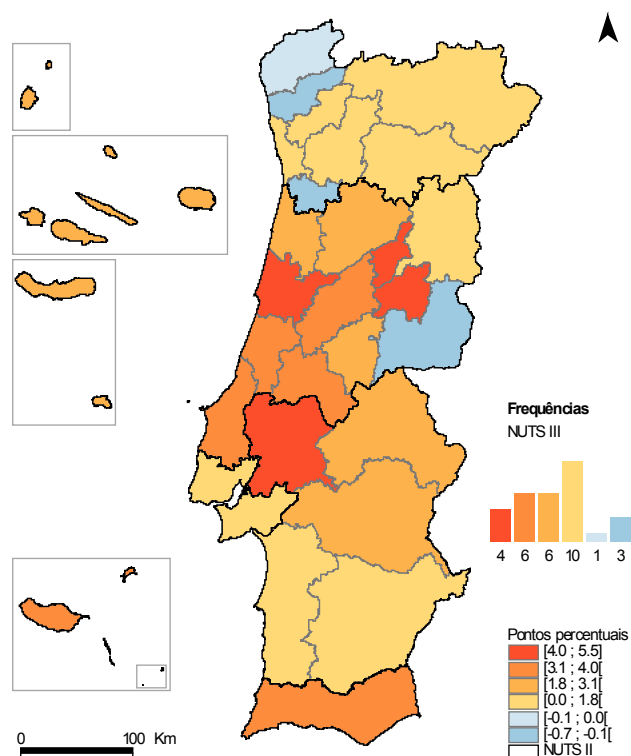 Frequências
NUTS III
4 6 6 10 1 3
Pontos percentuais
[4.0 ; 5.5]
[3.1 ; 4.0[
[1.8 ; 3.1[
[0.0 ; 1.8[
[-0.1 ; 0.0[
[-0.7 ; -0.1[
NUTS II
0 100 Km